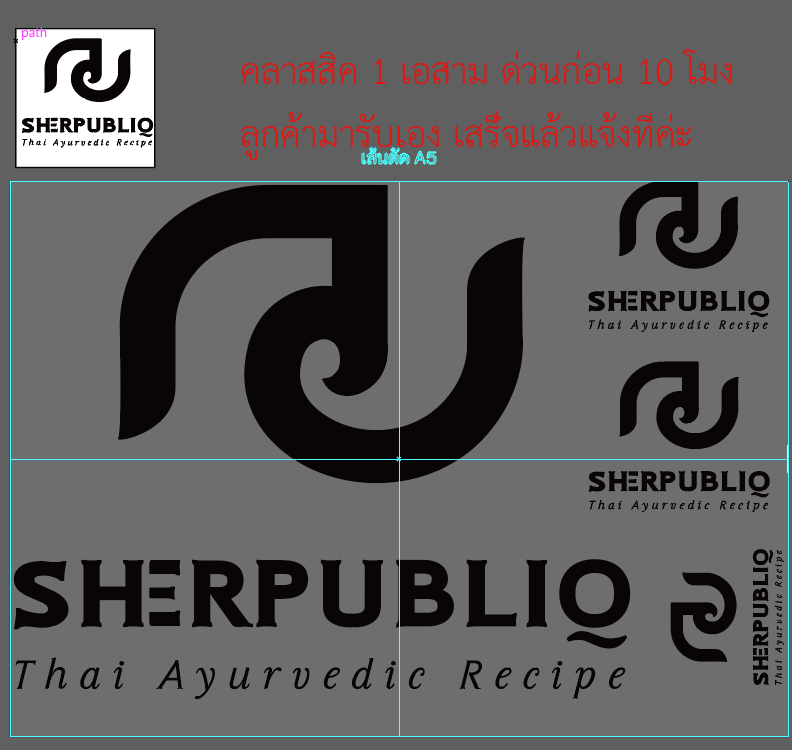 path
คลาสสิค 1 เอสาม ด่วนก่อน 10 โมง
SHERPUBLIQ
Thai Ayurvedic Recipe
ลูกค้ามารับเอง เสร็จแล้วแจ้งทีค่ะ
เส้นตัด A5
SHERPUBLIQ
Thai Ayurvedic Recipe
SHERPUBLIQ
Thai Ayurvedic Recipe
SHERPUBLIQ
Thai Ayurvedic Recipe
SHERPUBLIQ
Thai Ayurvedic Recipe